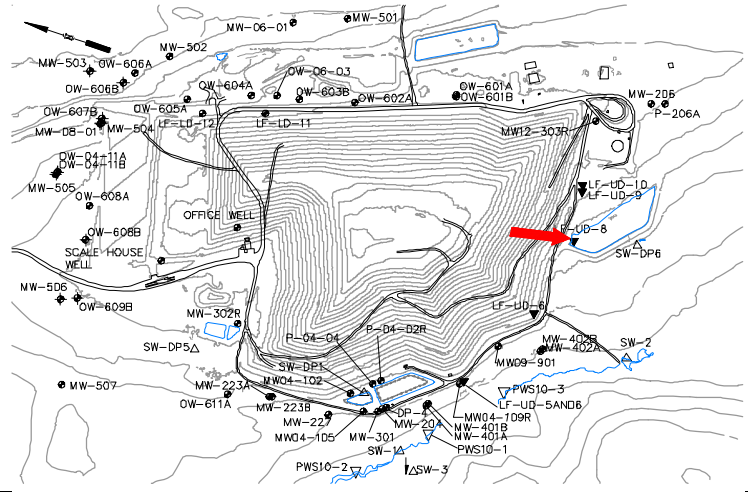 MW-06-01
MW-501
MW-502
MW-503
OW-606A
OW-606B
OW-604A
OW-06-03
OW-603B
OW-602A
OW-601A
OW-601B
MW-206
P-206A
OW-607B
OW-605A
MW-08-01
MW-504
LF-LD-12
LF-LD-11
MW12-303R
OW-04-11A
OW-04-11B
MW-505
OW-608A
LF-UD-10
LF-UD-9
OFFICE WELL
R-UD-8
OW-608B
SW-DP6
SCALE HOUSE
WELL
MW-506
OW-609B
MW-302R
LF-UD-6
P-04-04
P-04-02R
MW-402B
MW-402A
SW-2
SW-DP5
SW-DP1
MW09-901
MW-507
MW-223A
MW04-102
PWS10-3
OW-611A
MW-223B
LF-UD-5AND6
MW-227
DP-4
MW04-109R
MW04-105
MW-204
MW-401B
MW-301
MW-401A
SW-1
PWS10-1
PWS10-2
SW-3